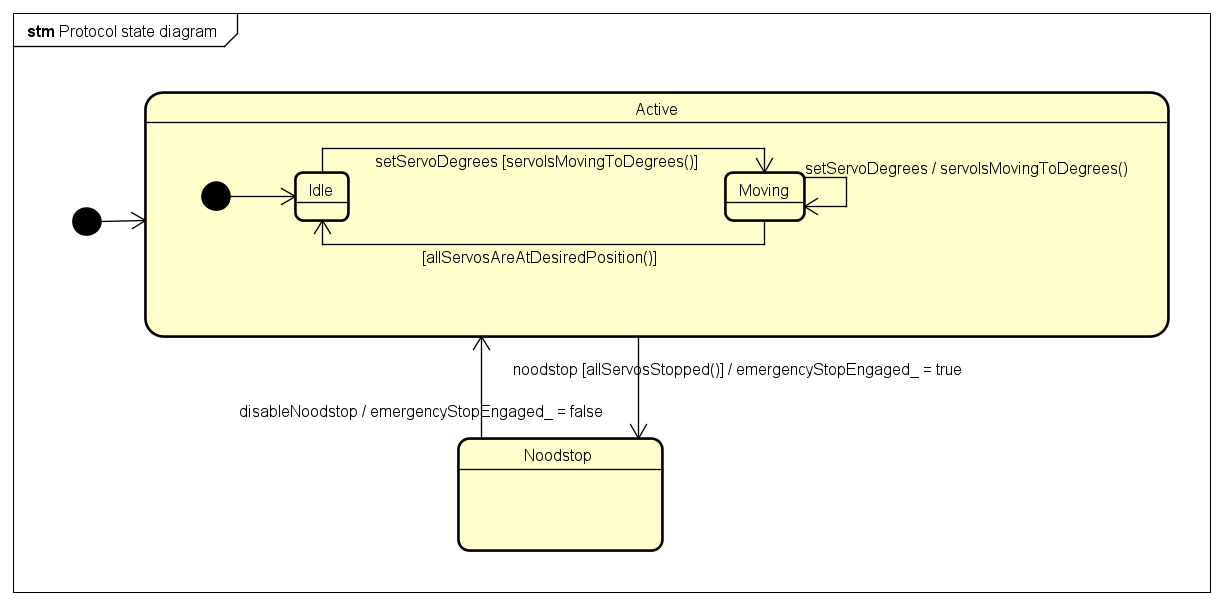 stm Protocol state diagram
Active
setServoDegrees [servoIsMovingToDegrees()]
setServoDegrees / servoIsMovingToDegrees()
Idle
Moving
[allServosAreAtDesiredPosition()]
noodstop [allServosStopped()] / emergencyStopEngaged_ = true
disableNoodstop / emergencyStopEngaged_ = false
Noodstop